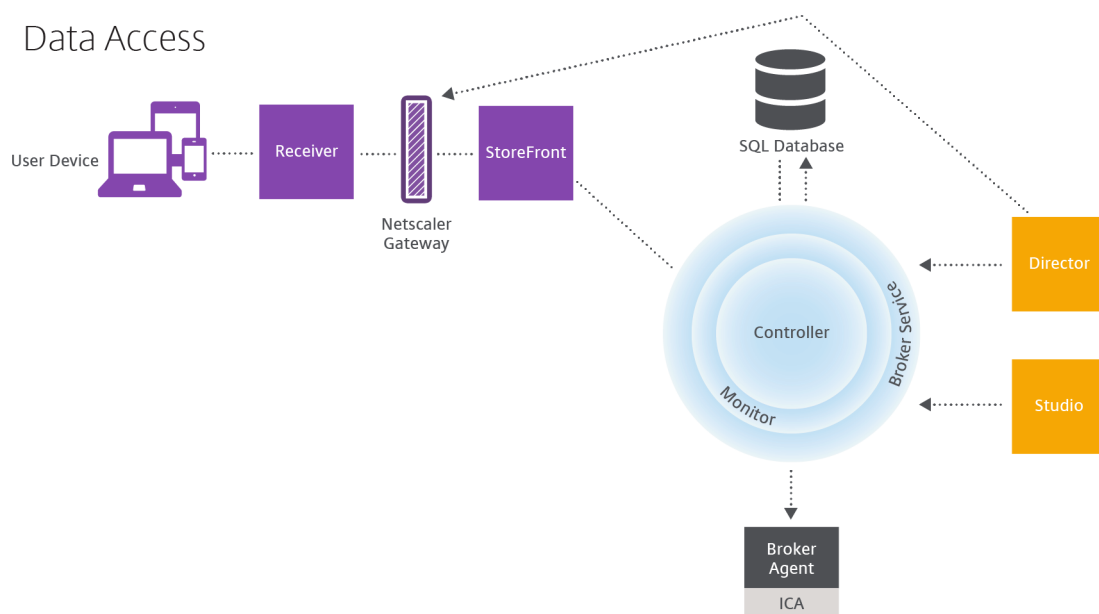 Data Access
User Device
Receiver
Netscaler
Gateway
StoreFront
SQL Database
Controller
Monitor
Broker Service
Director
Studio
Broker
Agent
ICA